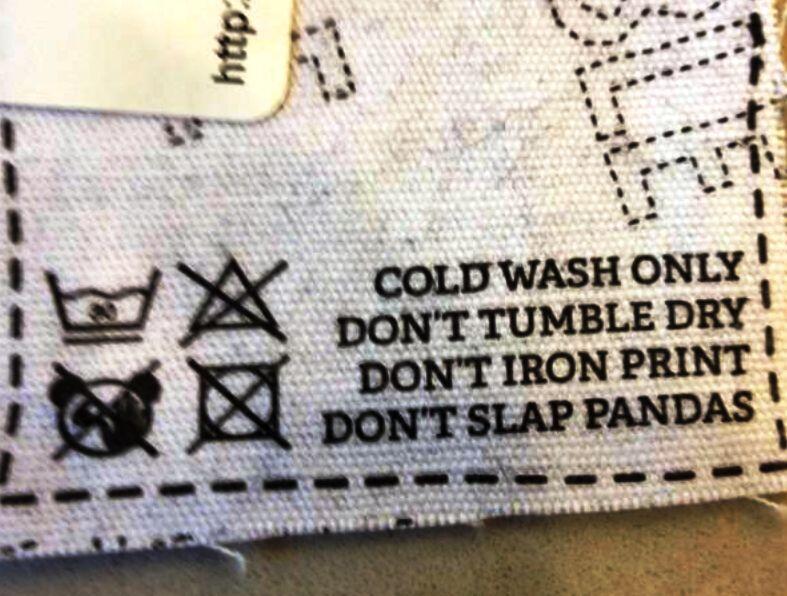 http:
COLD WASH ONLY
DON'T TUMBLE DRY
DON'T IRON PRINT
DON'T SLAP PANDAS